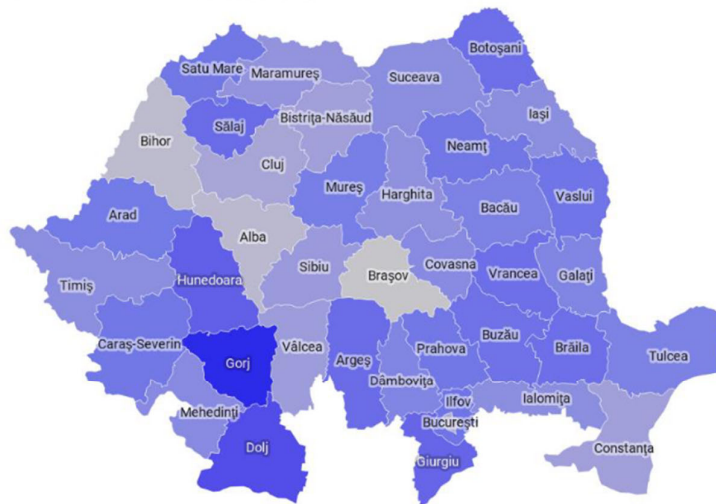 Botoşani
Satu Mare
Maramureş
Suceava
Iaşi
Sălaj
Bistriţa-Năsăud
Bihor
Neamţ
Cluj
Mureş
Harghita
Vaslui
Bacău
Arad
Alba
Sibiu
Braşov
Covasna
Vrancea
Galaţi
Hunedoara
Timiş
Caraş-Severin
Gorj
Vâlcea
Argeş
Prahova
Buzău
Brăila
Tulcea
Dâmboviţa
Mehedinţi
Ilfov
Ialomiţa
Bucureşti
Dolj
Giurgiu
Constanţa